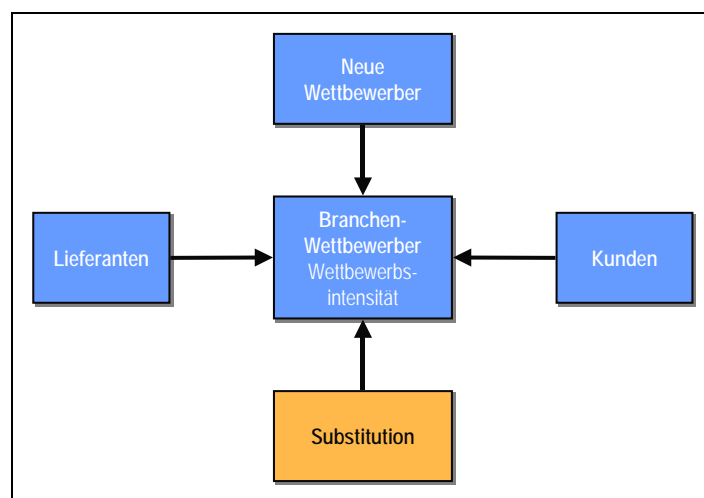 Neue
Wettbewerber
Branchen-
Wettbewerber
Wettbewerbs-
intensität
Lieferanten
Kunden
Substitution